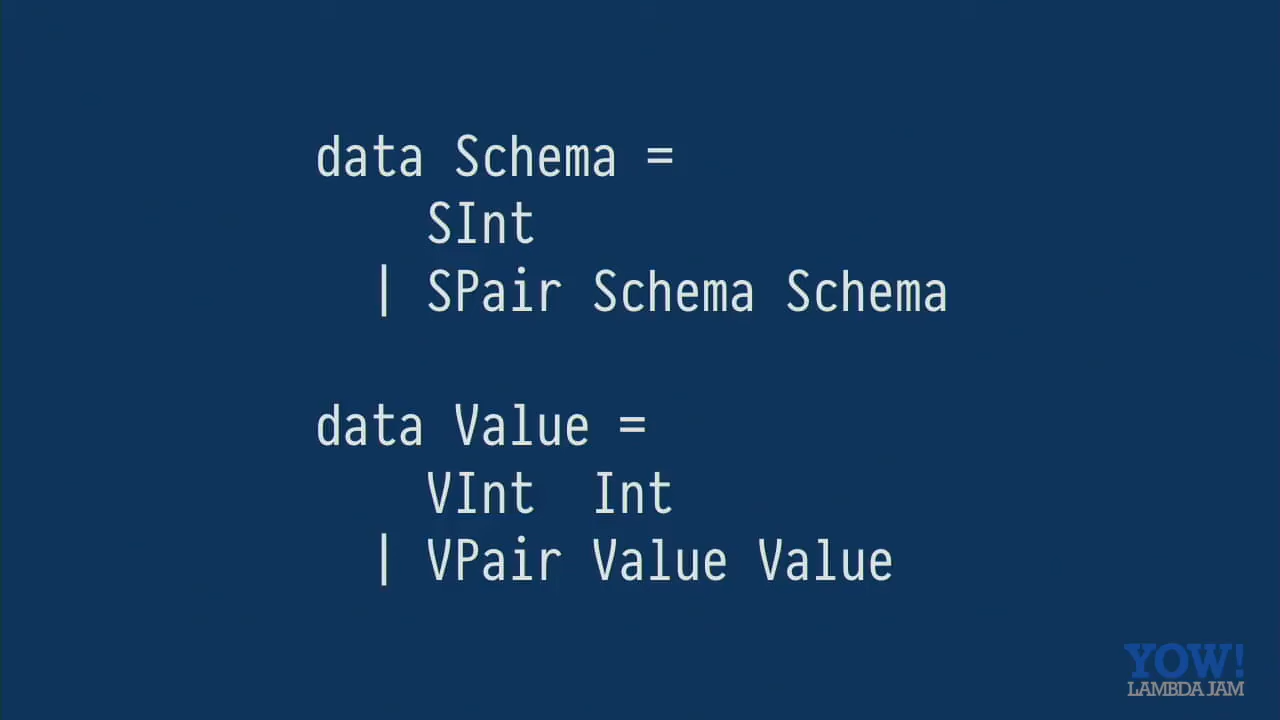 data Schema =
    SInt
  | SPair Schema Schema

data Value =
    VInt  Int
  | VPair Value Value
YOW!
LAMBDA JAM